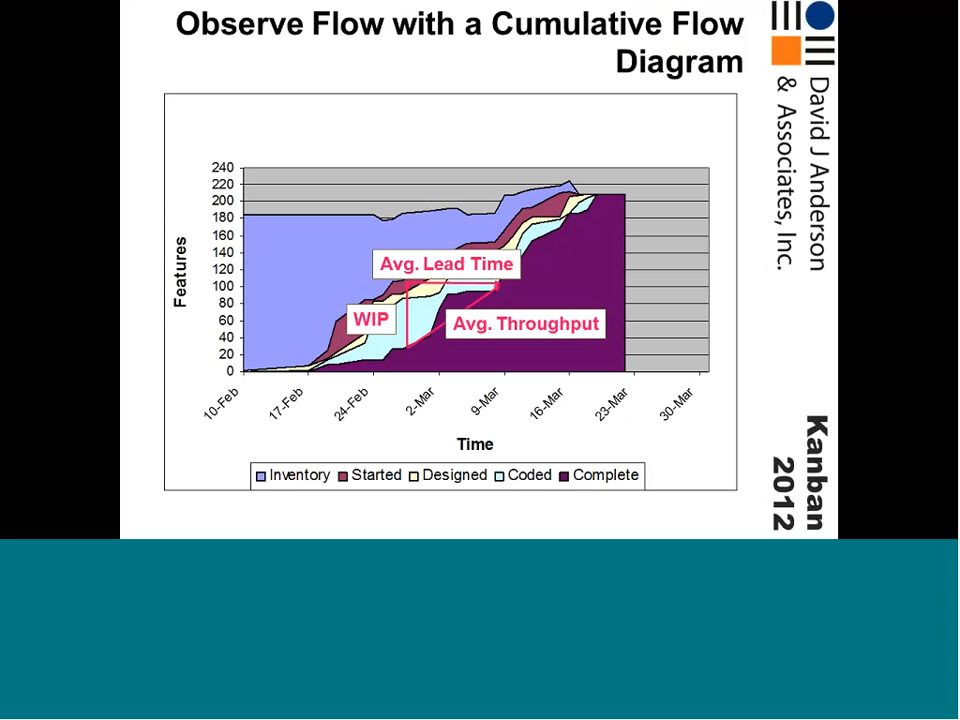 Observe Flow with a Cumulative Flow
Diagram
David J Anderson
& Associates, Inc.
240
220
200
180
160
140
120
100
80
60
40
20
0
Features
Avg. Lead Time
WIP
Avg. Throughput
10-Feb
17-Feb
24-Feb
2-Mar
9-Mar
16-Mar
23-Mar
30-Mar
Time
Inventory Started Designed Coded Complete
Kanban
2012